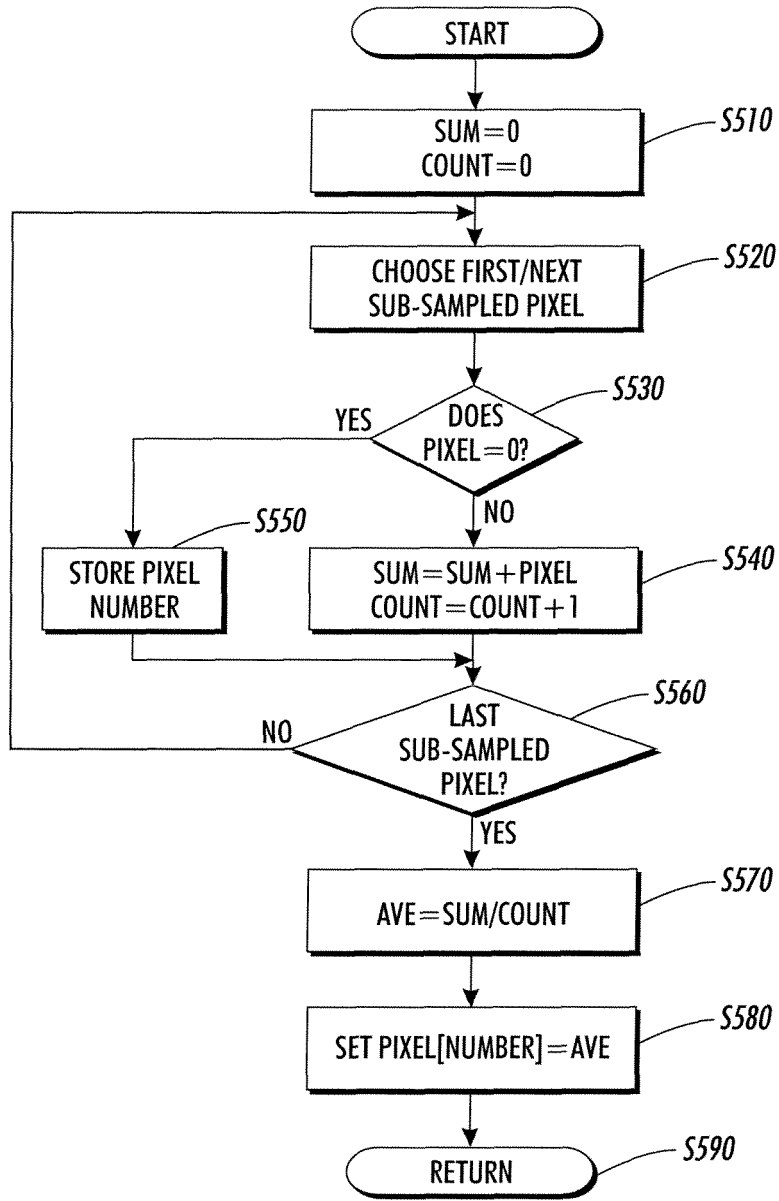 START
SUM=0
COUNT=0
S510
CHOOSE FIRST/NEXT
SUB-SAMPLED PIXEL
S520
DOES
PIXEL=0?
S530
YES
NO
S550
STORE PIXEL
NUMBER
SUM=SUM+PIXEL
COUNT=COUNT+1
S540
LAST
SUB-SAMPLED
PIXEL?
S560
NO
YES
AVE=SUM/COUNT
S570
SET PIXEL[NUMBER]=AVE
S580
RETURN
S590